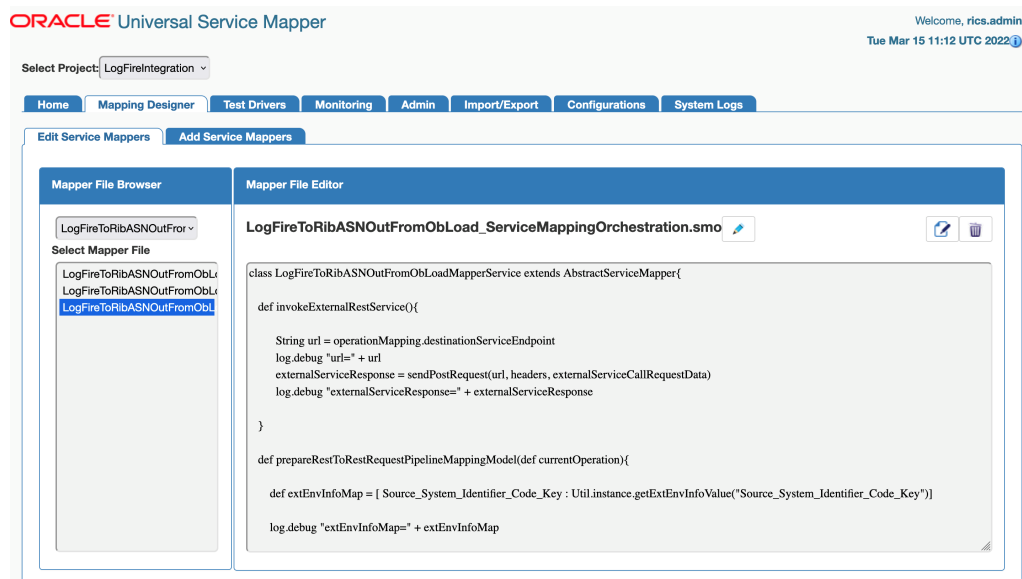 ORACLE® Universal Service Mapper
Welcome, rics.admin
Tue Mar 15 11:12 UTC 2022
Select Project: LogFireIntegration
Home Mapping Designer Test Drivers Monitoring Admin Import/Export Configurations System Logs
Edit Service Mappers Add Service Mappers
Mapper File Browser
Mapper File Editor
LogFireToRibASNOutFror
LogFireToRibASNOutFromObLoad_ServiceMappingOrchestration.smo
Select Mapper File
LogFireToRibASNOutFromObL
LogFireToRibASNOutFromObL
LogFireToRibASNOutFromObL
class LogFireToRibASNOutFromObLoadMapperService extends AbstractServiceMapper{
def invokeExternalRestService(){
String url = operationMapping.destinationServiceEndpoint
log.debug "url=" + url
externalServiceResponse = sendPostRequest(url, headers, externalServiceCallRequestData)
log.debug "externalServiceResponse=" + externalServiceResponse
}
def prepareRestToRestRequestPipelineMappingModel(def currentOperation){
def extEnvInfoMap = [ Source_System_Identifier_Code_Key : Util.instance.getExtEnvInfoValue("Source_System_Identifier_Code_Key")]
log.debug "extEnvInfoMap=" + extEnvInfoMap